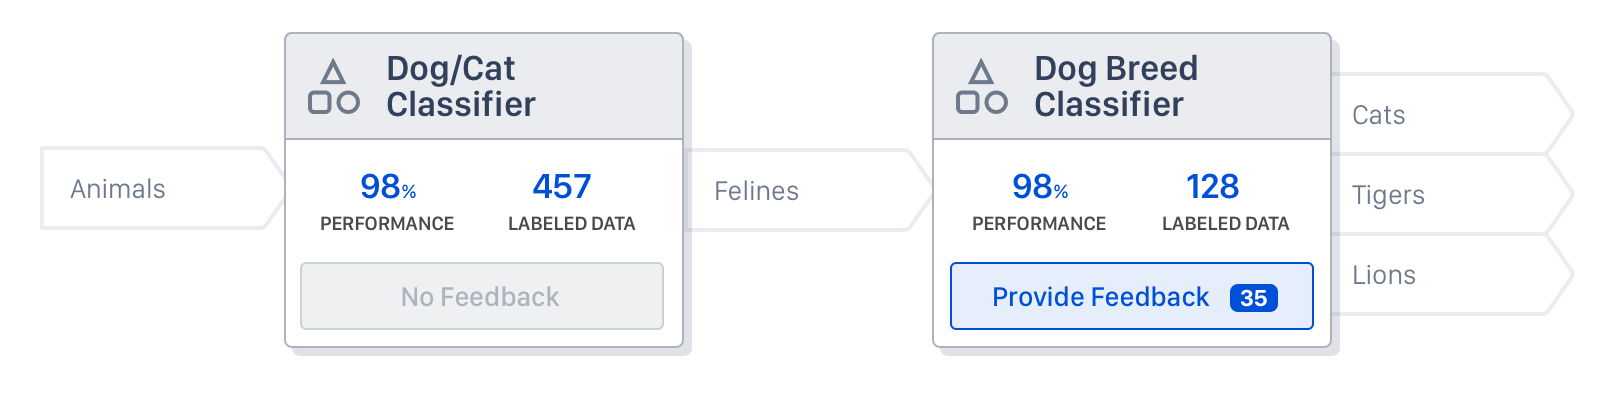 Animals
Dog/Cat
Classifier
98%
PERFORMANCE
457
LABELED DATA
No Feedback
Felines
Dog Breed
Classifier
98%
PERFORMANCE
128
LABELED DATA
Provide Feedback 35
Cats
Tigers
Lions